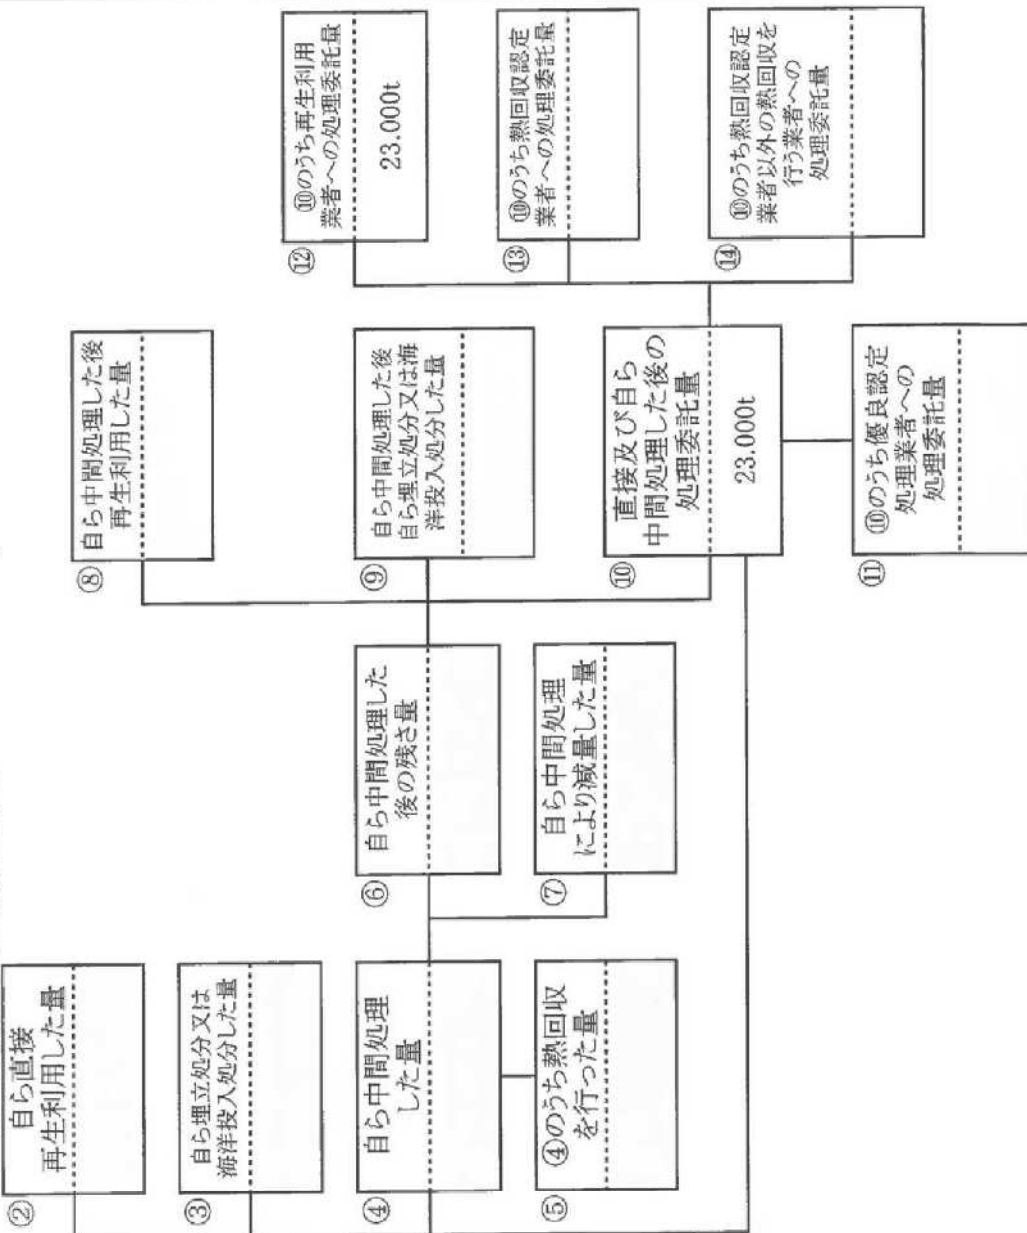 ②
自ら直接
再生利用した量
③
自ら埋立処分又は
海洋投入処分した量
④
自ら中間処理
した量
⑤
④のうち熱回収
を行った量
⑥
自ら中間処理した
後の残さ量
⑦
自ら中間処理
により減量した量
⑧
自ら中間処理した後
再生利用した量
⑨
自ら中間処理した後
自ら埋立処分又は海
洋投入処分した量
⑩
直接及び自ら
中間処理した後の
処理委託量
23.000t
⑪
⑩のうち優良認定
処理業者への
処理委託量
⑫
⑩のうち再生利用
業者への処理委託量
23.000t
⑬
⑩のうち熱回収認定
業者への処理委託量
⑭
⑩のうち熱回収認定
業者以外の熱回収を
行う業者への
処理委託量